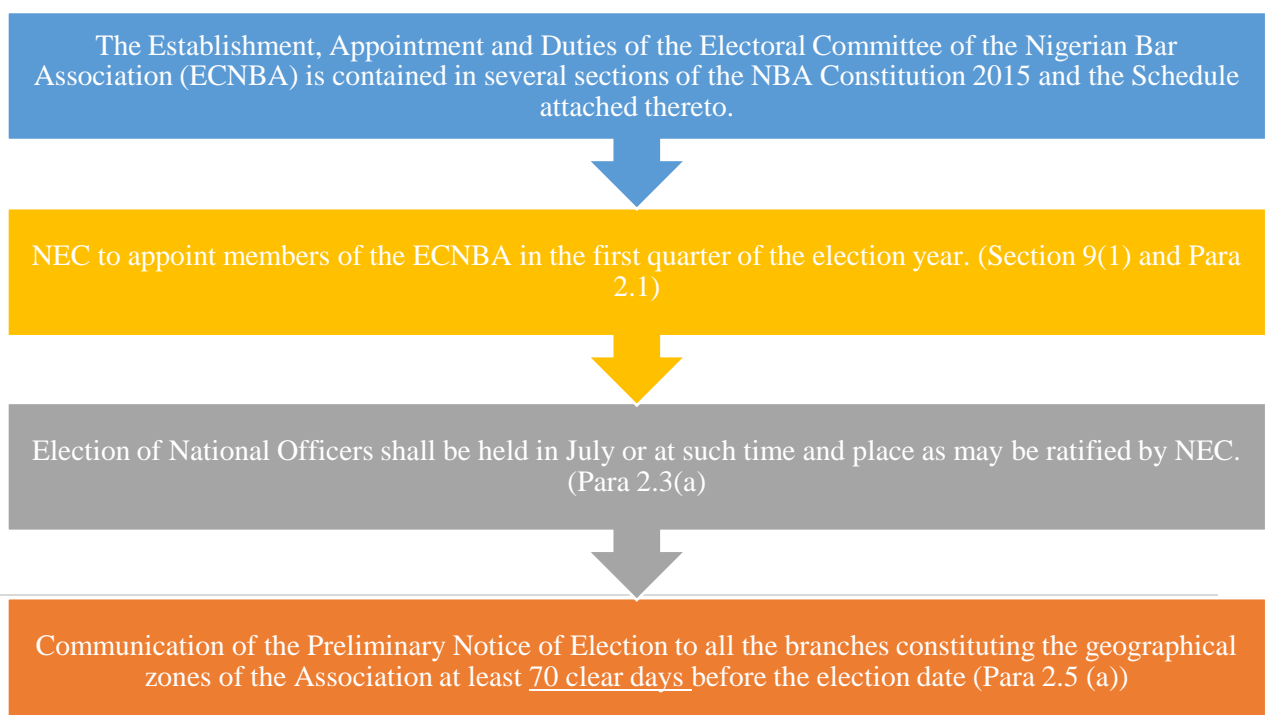 The Establishment, Appointment and Duties of the Electoral Committee of the Nigerian Bar
Association (ECNBA) is contained in several sections of the NBA Constitution 2015 and the Schedule
attached thereto.
NEC to appoint members of the ECNBA in the first quarter of the election year. (Section 9(1) and Para
2.1)
Election of National Officers shall be held in July or at such time and place as may be ratified by NEC.
(Para 2.3(a)
Communication of the Preliminary Notice of Election to all the branches constituting the geographical
zones of the Association at least 70 clear days before the election date (Para 2.5 (a))